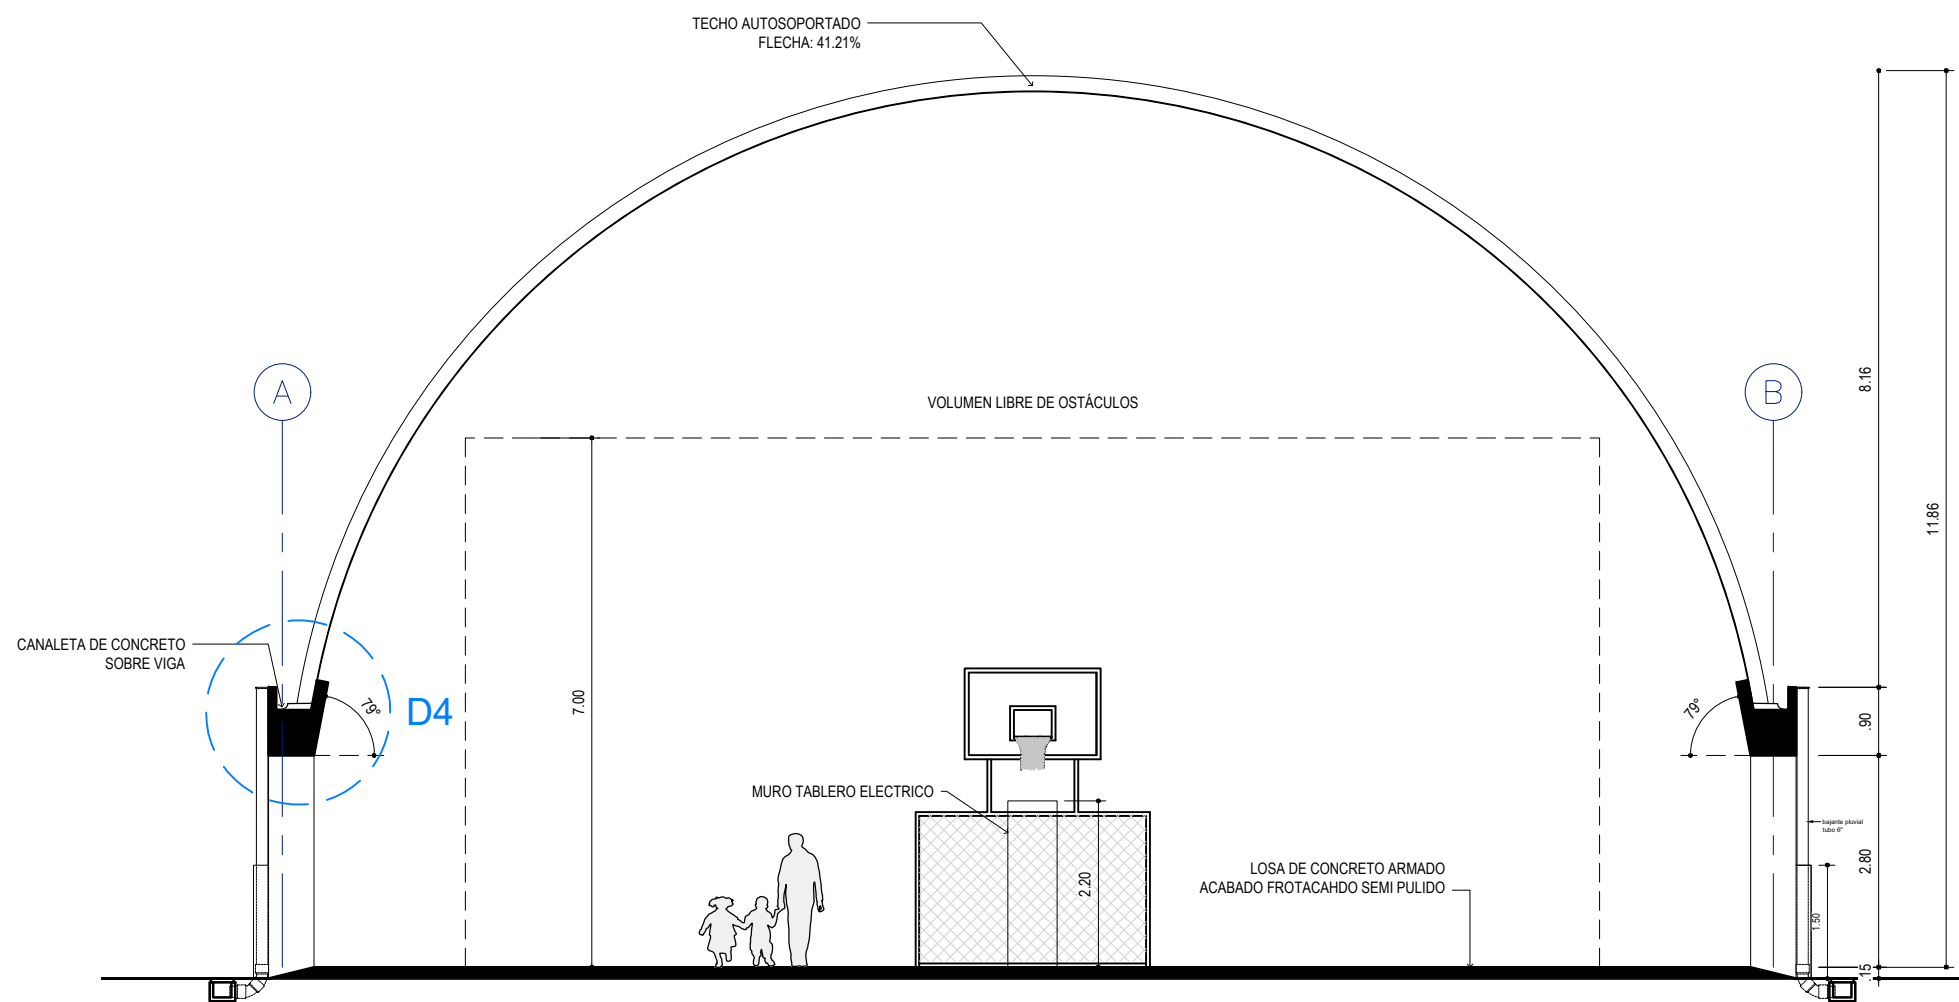 TECHO AUTOSOPORTADO
FLECHA: 41.21%
A
B
8.16
VOLUMEN LIBRE DE OSTÁCULOS
11.86
CANALETA DE CONCRETO
SOBRE VIGA
79°
D4
7.00
79°
.90
MURO TABLERO ELECTRICO
bajante pluvial
tubo 6"
2.80
LOSA DE CONCRETO ARMADO
ACABADO FROTACAHDO SEMI PULIDO
2.20
1.50
.15